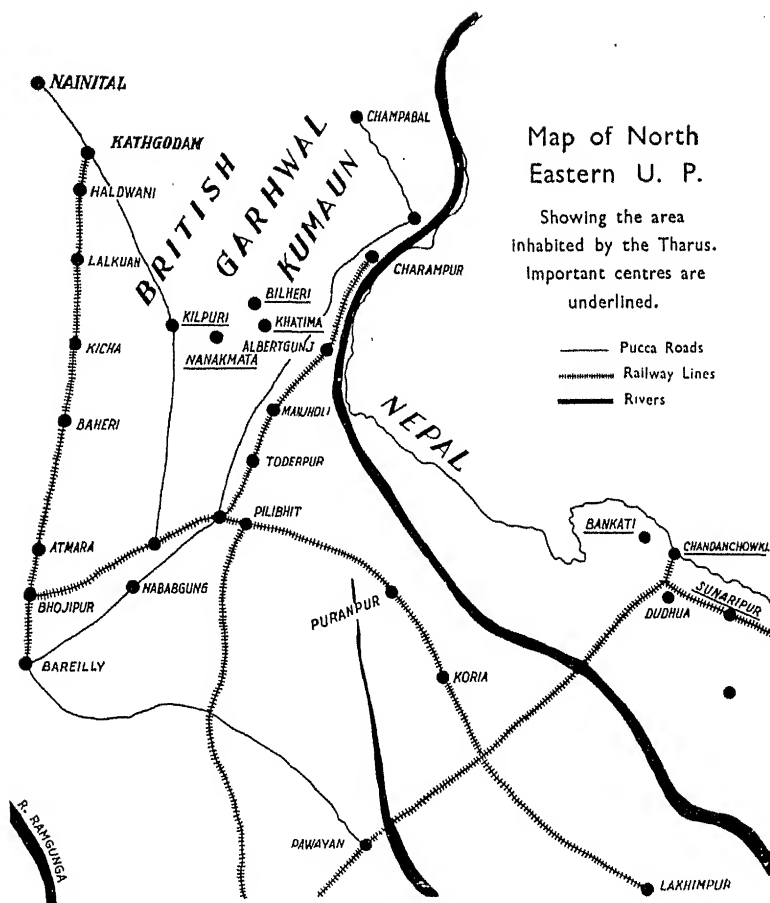 NAINITAL
CHAMPABAL
KATHGODAM
HALDWANI
LALKUAN
BRITISH
GARHWAL
KUMAUN
Map of North
Eastern U. P.
Showing the area
inhabited by the Tharus.
Important centres are
underlined.
Pucca Roads
Railway Lines
Rivers
CHARAMPUR
BILHERI
KILPURI
KHATIMA
NANAKMATA
ALBERTGUNJ
KICHA
BAHERI
MANJHOLI
NEPAL
TODERPUR
PILIBHIT
ATMARA
BANKATI
CHANDANCHOWKI
NABABGUNG
BHOJIPUR
PURANPUR
DUDHUA
SUNARIPUR
BAREILLY
KORIA
R. RAMGUNGA
PAWAYAN
LAKHIMPUR